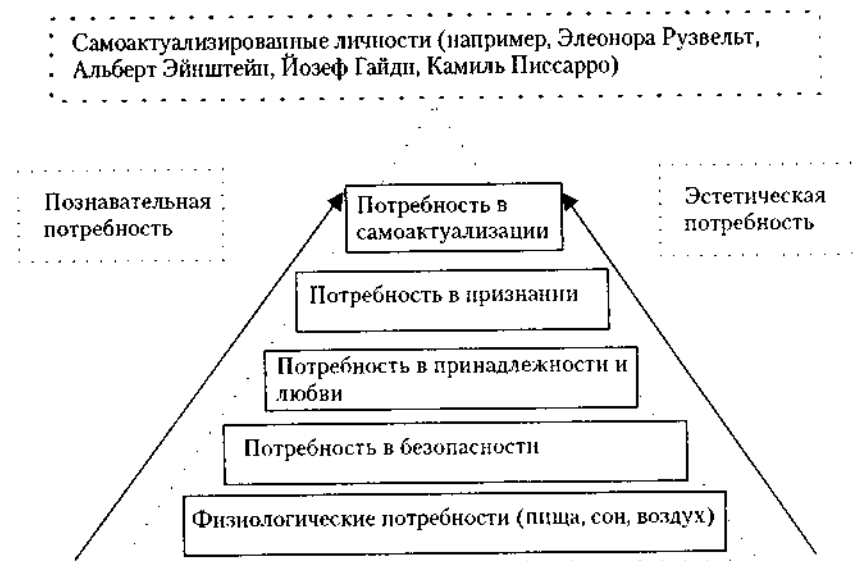 Самоактуализированные личности (например, Элеонора Рузвельт,
Альберт Эйнштейн, Йозеф Гайдн, Камиль Писсарро)
Познавательная
потребность
Эстетическая
потребность
Потребность в
самоактуализации
Потребность в признании
Потребность в принадлежности и
любви
Потребность в безопасности
Физиологические потребности (пища, сон, воздух)